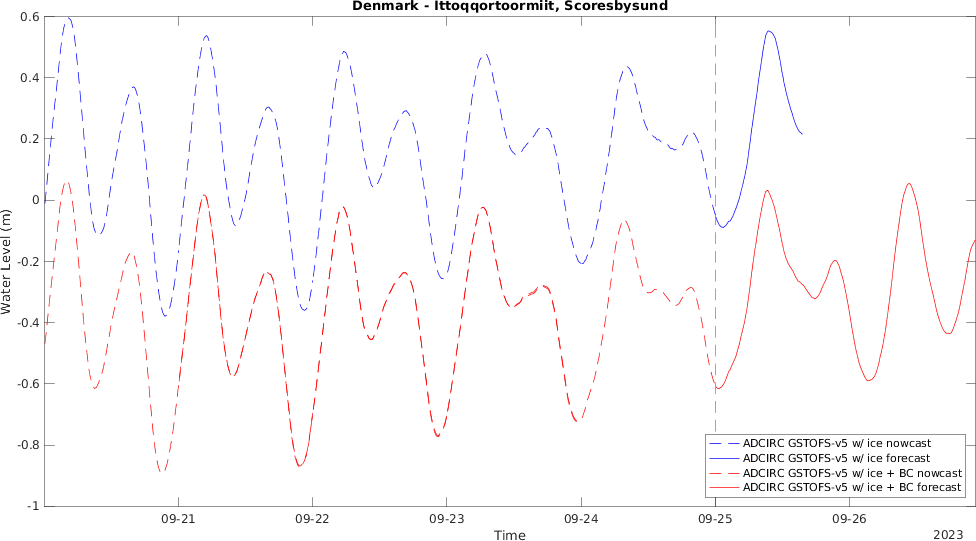 Denmark - Ittoqqortoormiit, Scoresbysund
0.6
0.4
0.2
0
-0.2
-0.4
-0.6
-0.8
-1
Water Level (m)
ADCIRC GSTOFS-v5 w/ ice nowcast
ADCIRC GSTOFS-v5 w/ ice forecast
ADCIRC GSTOFS-v5 w/ ice + BC nowcast
ADCIRC GSTOFS-v5 w/ ice + BC forecast
09-21 09-22 09-23 09-24 09-25 09-26
Time
2023